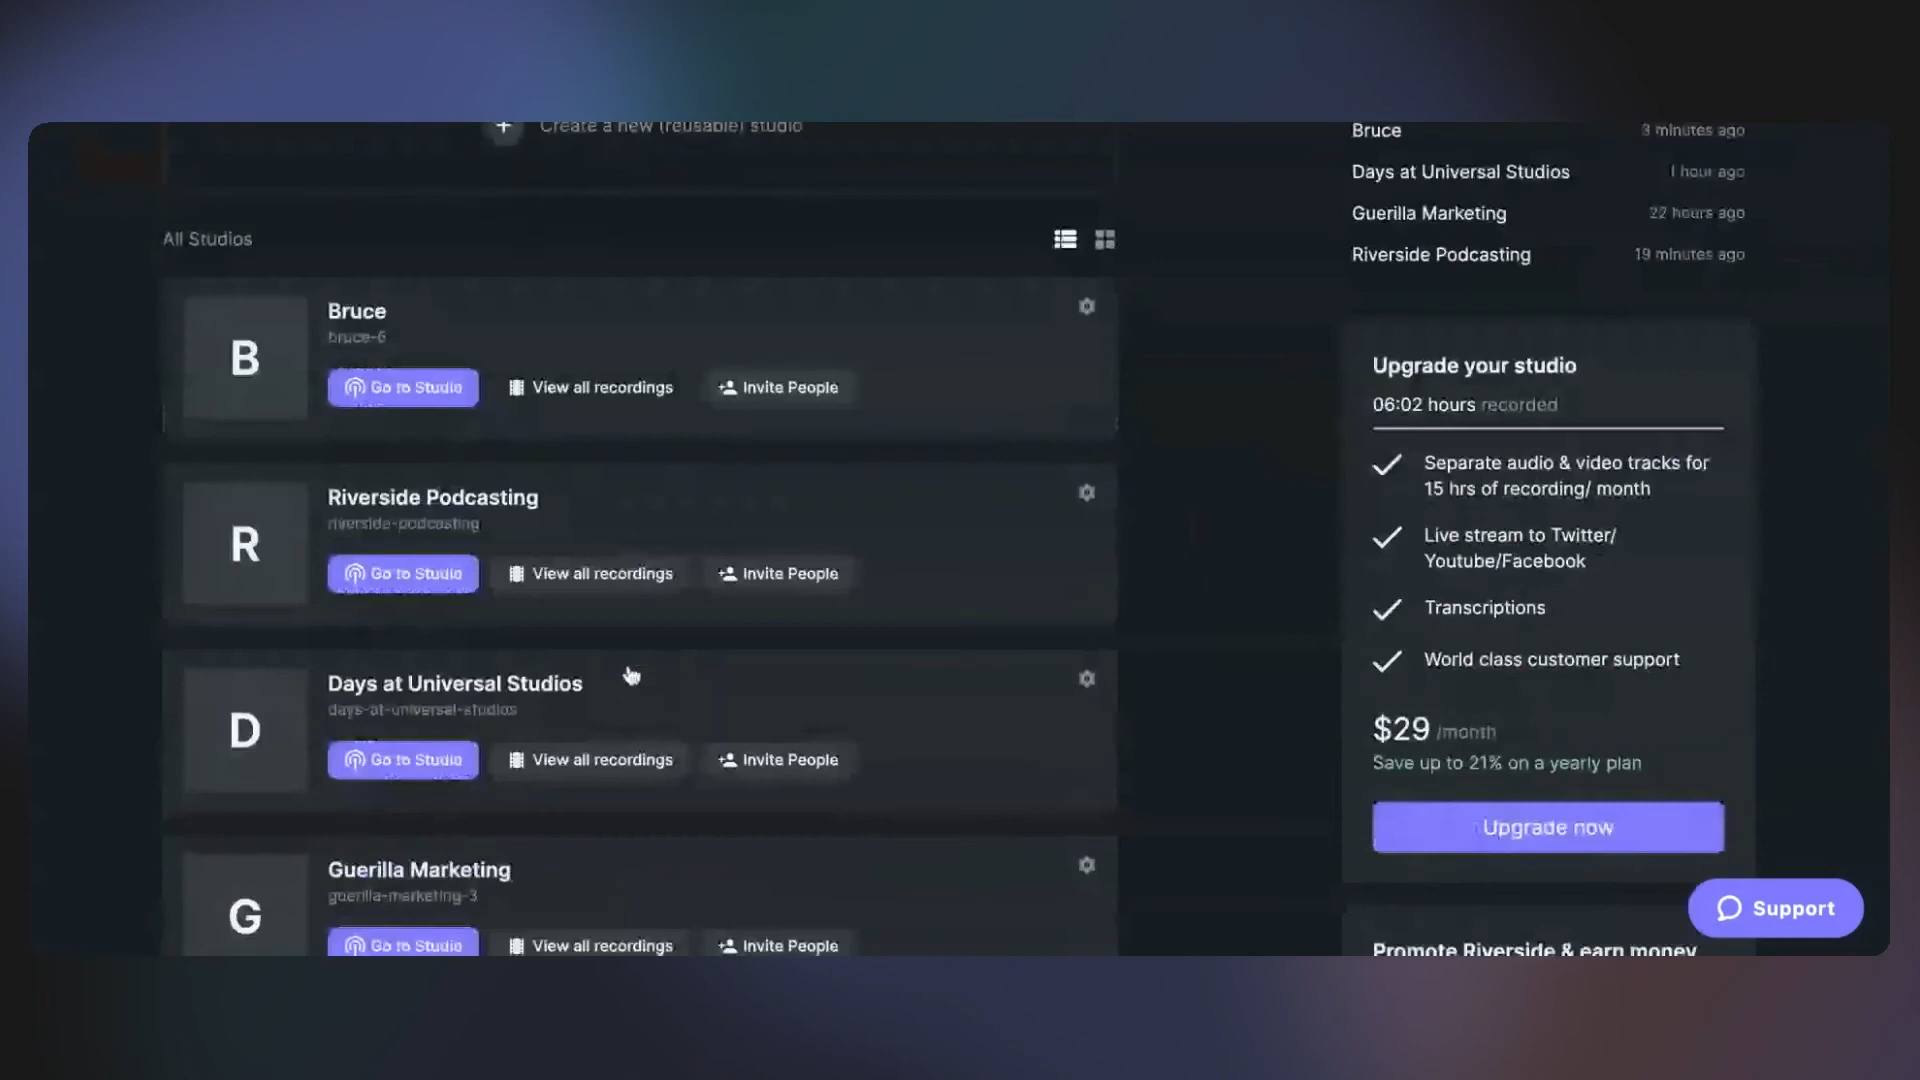 + Create a new (reusable) studio
All Studios
B
Bruce
bruce-6
Go to Studio
View all recordings
Invite People
R
Riverside Podcasting
riverside-podcasting
Go to Studio
View all recordings
Invite People
D
Days at Universal Studios
days-at-universal-studios
Go to Studio
View all recordings
Invite People
G
Guerilla Marketing
guerilla-marketing-3
Go to Studio
View all recordings
Invite People
Bruce 3 minutes ago
Days at Universal Studios 1 hour ago
Guerilla Marketing 22 hours ago
Riverside Podcasting 19 minutes ago
Upgrade your studio
06:02 hours recorded
Separate audio & video tracks for
15 hrs of recording/ month
Live stream to Twitter/
Youtube/Facebook
Transcriptions
World class customer support
$29 /month
Save up to 21% on a yearly plan
Upgrade now
Support
Promote Riverside & earn money